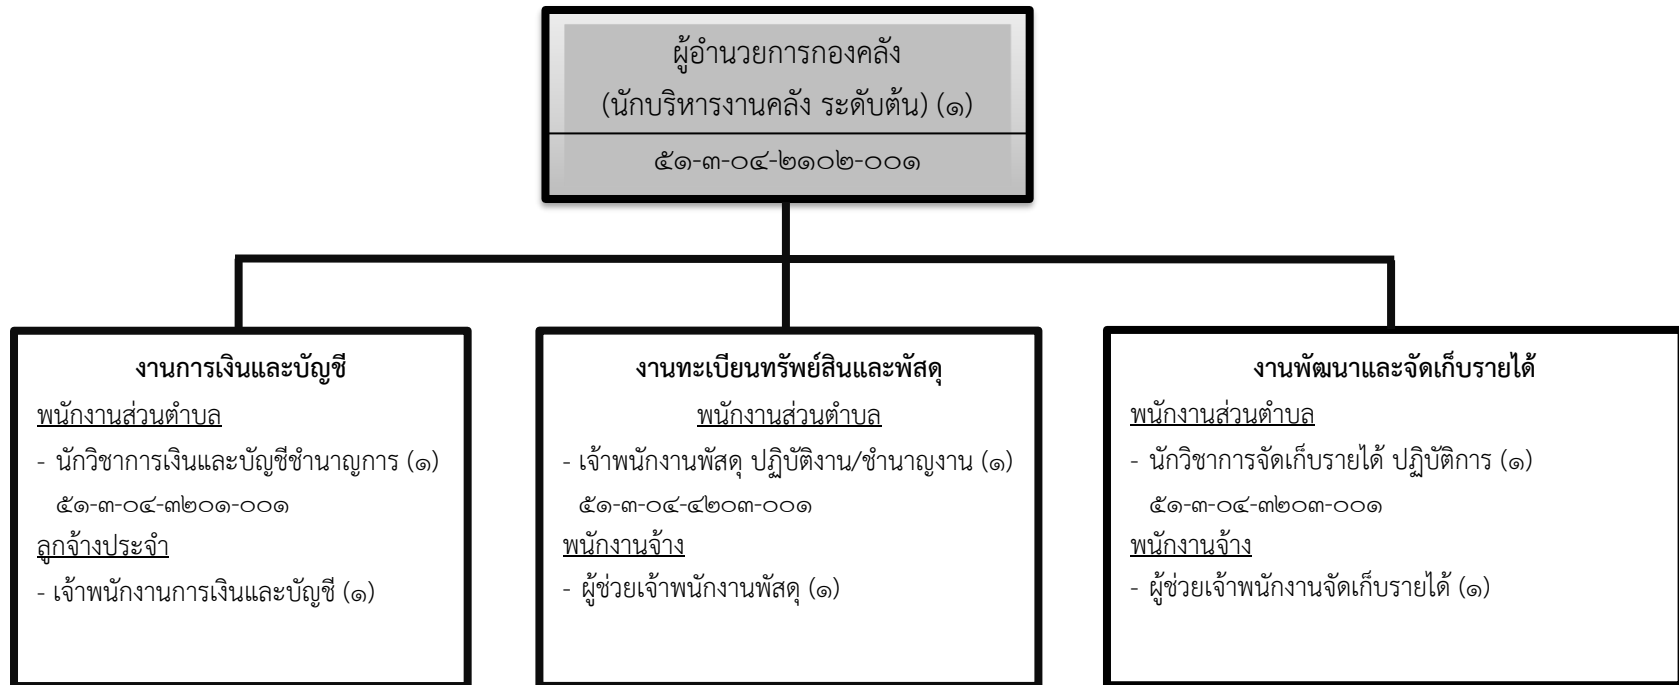 ผู้อำนวยการกองคลัง
(นักบริหารงานคลัง ระดับต้น) (๑)
๕๑-๓-๐๔-๒๑๐๒-๐๐๑
งานการเงินและบัญชี
พนักงานส่วนตำบล
- นักวิชาการเงินและบัญชีชำนาญการ (๑)
๕๑-๓-๐๔-๓๒๐๑-๐๐๑
ลูกจ้างประจำ
- เจ้าพนักงานการเงินและบัญชี (๑)
งานทะเบียนทรัพย์สินและพัสดุ
พนักงานส่วนตำบล
- เจ้าพนักงานพัสดุ ปฏิบัติงาน/ชำนาญงาน (๑)
๕๑-๓-๐๔-๔๒๐๓-๐๐๑
พนักงานจ้าง
- ผู้ช่วยเจ้าพนักงานพัสดุ (๑)
งานพัฒนาและจัดเก็บรายได้
พนักงานส่วนตำบล
- นักวิชาการจัดเก็บรายได้ ปฏิบัติการ (๑)
๕๑-๓-๐๔-๓๒๐๓-๐๐๑
พนักงานจ้าง
- ผู้ช่วยเจ้าพนักงานจัดเก็บรายได้ (๑)